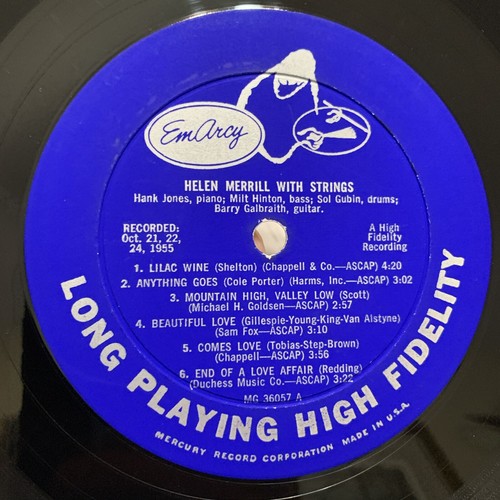 EmArcy
HELEN MERRILL WITH STRINGS
Hank Jones, piano; Milt Hinton, bass; Sol Gubin, drums;
Barry Galbraith, guitar.
RECORDED:
Oct. 21, 22,
24, 1955
A High
Fidelity
Recording
1. LILAC WINE (Shelton) (Chappell & Co.—ASCAP) 4:20
2. ANYTHING GOES (Cole Porter) (Harms, Inc.—ASCAP) 3:02
3. MOUNTAIN HIGH, VALLEY LOW (Scott)
(Michael H. Goldsen—ASCAP) 2:57
4. BEAUTIFUL LOVE (Gillespie-Young-King-Van Alstyne)
(Sam Fox—ASCAP) 3:10
5. COMES LOVE (Tobias-Step-Brown)
(Chappell—ASCAP) 3:56
6. END OF A LOVE AFFAIR (Redding)
(Duchess Music Co.—ASCAP) 3:22
MG 36057 A
LONG PLAYING HIGH FIDELITY
MERCURY RECORD CORPORATION MADE IN U.S.A.